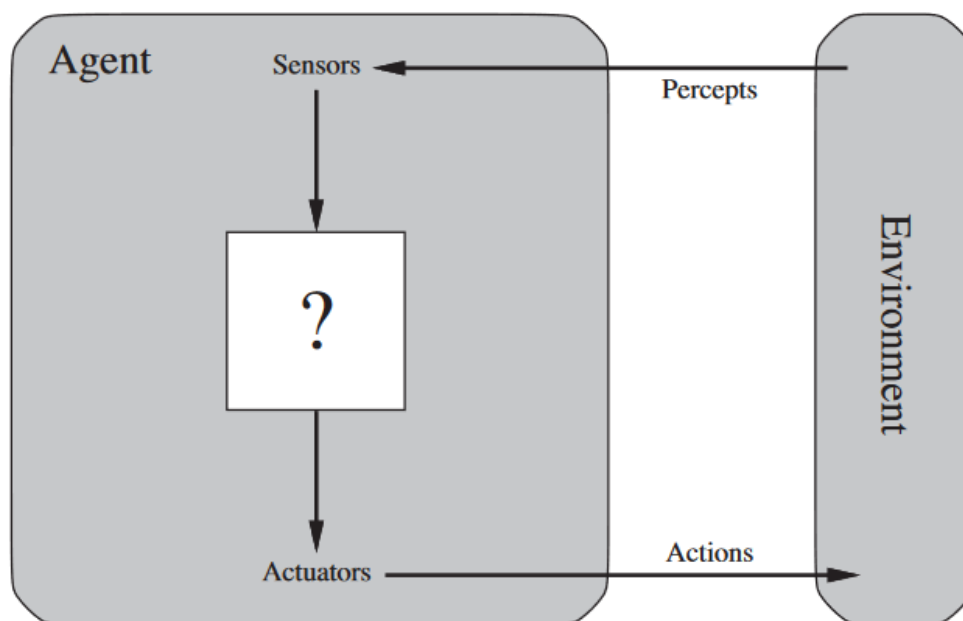 Agent
Sensors
Percepts
?
Environment
Actuators
Actions